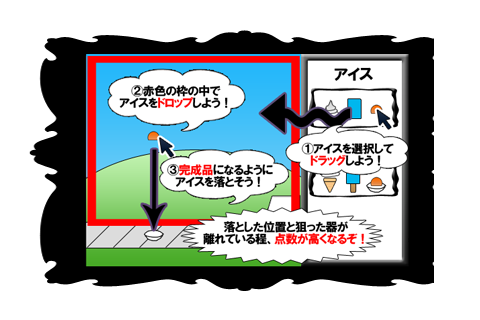 ②赤色の枠の中で
アイスをドロップしよう！
アイス
①アイスを選択して
ドラッグしよう！
③完成品になるように
アイスを落とそう！
落とした位置と狙った器が
離れている程、点数が高くなるぞ！